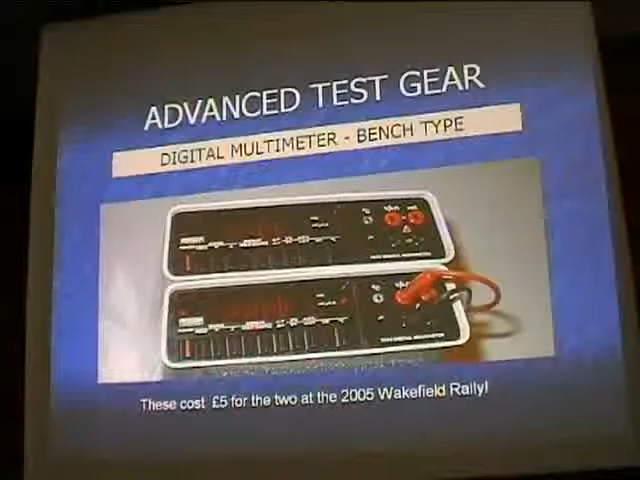 ADVANCED TEST GEAR
DIGITAL MULTIMETER - BENCH TYPE
These cost £5 for the two at the 2005 Wakefield Rally!